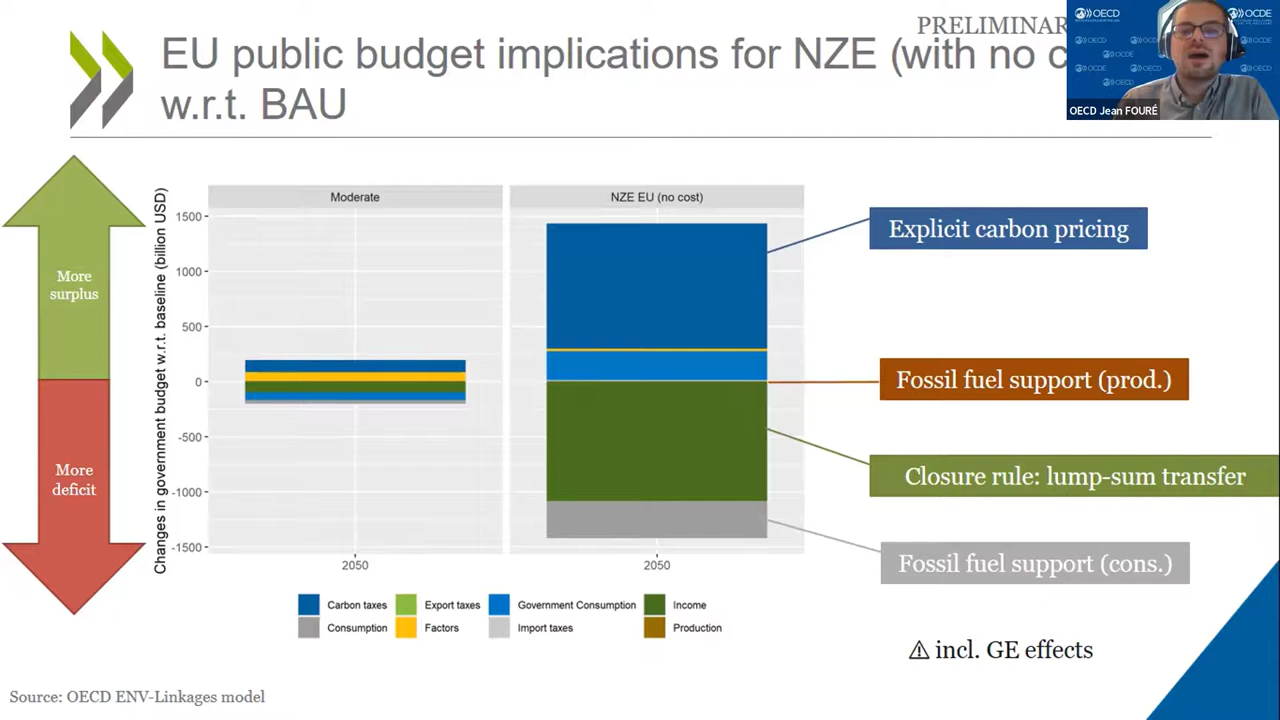 PRELIMINAR
EU public budget implications for NZE (with no c
w.r.t. BAU
OECD
OCDE
OECD Jean FOURÉ
More
surplus
More
deficit
Changes in government budget w.r.t. baseline (billion USD)
Moderate
NZE EU (no cost)
1500
1000
500
0
-500
-1000
-1500
2050
2050
Explicit carbon pricing
Fossil fuel support (prod.)
Closure rule: lump-sum transfer
Fossil fuel support (cons.)
Carbon taxes
Export taxes
Government Consumption
Income
Consumption
Factors
Import taxes
Production
⚠ incl. GE effects
Source: OECD ENV-Linkages model